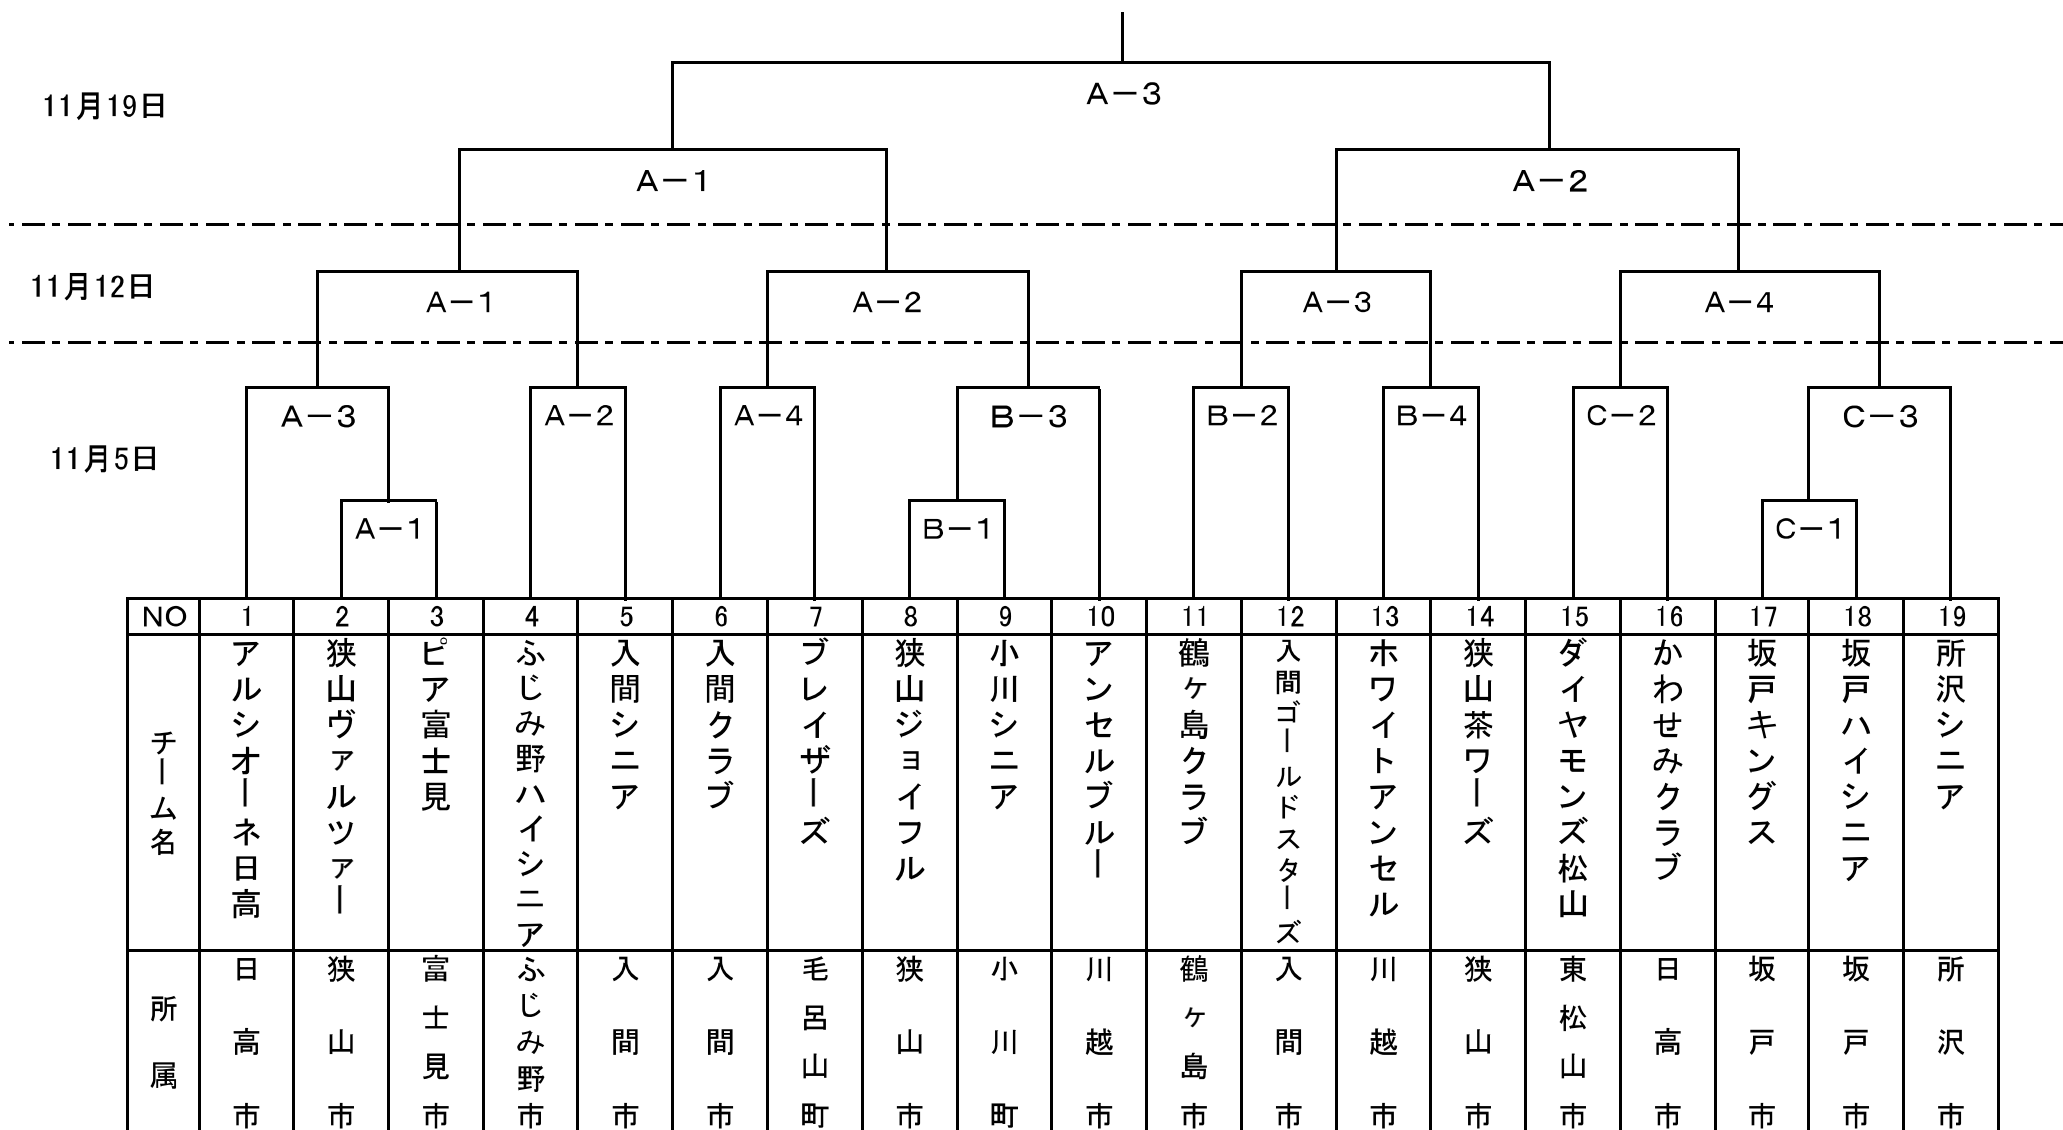 A－3
11月19日
A－1 A－2
11月12日
A－1 A－2 A－3 A－4
A－3 A－2 A－4 B－3 B－2 B－4 C－2 C－3
11月5日
A－1 B－1 C－1
NO 1 2 3 4 5 6 7 8 9 10 11 12 13 14 15 16 17 18 19
チーム名
アルシオーネ日高
狭山ヴァルツァー
ピア富士見
ふじみ野ハイシニア
入間シニア
入間クラブ
ブレイザーズ
狭山ジョイフル
小川シニア
アンセルブルー
鶴ヶ島クラブ
入間ゴールドスターズ
ホワイトアンセル
狭山茶ワーズ
ダイヤモンズ松山
かわせみクラブ
坂戸キングス
坂戸ハイシニア
所沢シニア
所属
日高市
狭山市
富士見市
ふじみ野市
入間市
入間市
毛呂山町
狭山市
小川町
川越市
鶴ヶ島市
入間市
川越市
狭山市
東松山市
日高市
坂戸市
坂戸市
所沢市